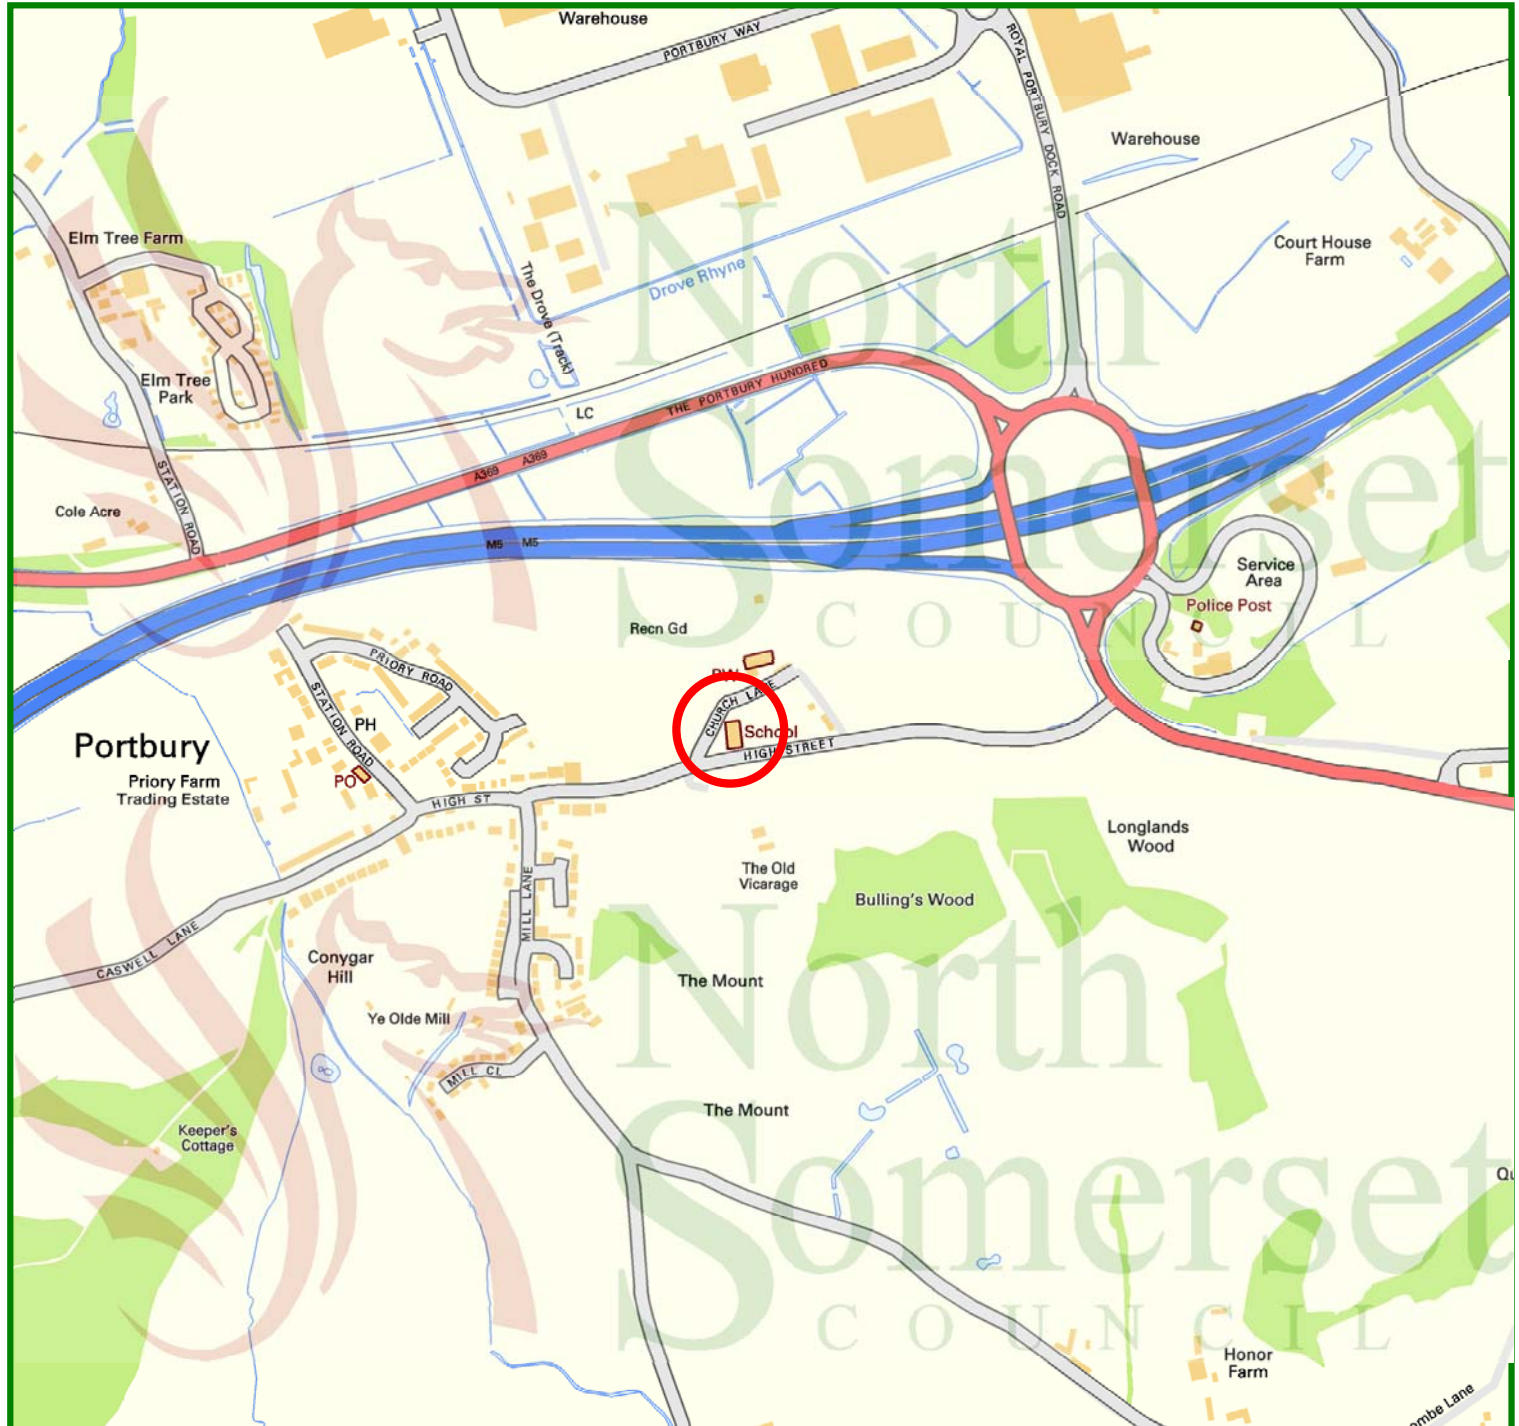 Warehouse
PORTBURY WAY
ROYAL PORTBURY DOCK ROAD
Warehouse
Elm Tree Farm
Court House
Farm
Drove Rhyne
The Drove (Track)
North
Somerset
COUNCIL
Elm Tree
Park
THE PORTBURY HUNDRED
LC
A369 A369
STATION ROAD
Cole Acre
M5 M5
Service
Area
Police Post
Recn Gd
PRIORY ROAD
PW
STATION ROAD
PH
CHURCH LANE
School
HIGH STREET
Portbury
Priory Farm
Trading Estate
PO
HIGH ST
Longlands
Wood
The Old
Vicarage
Bulling's Wood
MILL LANE
CASWELL LANE
Conygar
Hill
The Mount
Ye Olde Mill
North
Somerset
COUNCIL
MILL CL
The Mount
Keeper's
Cottage
Qu
Honor
Farm
ombe Lane